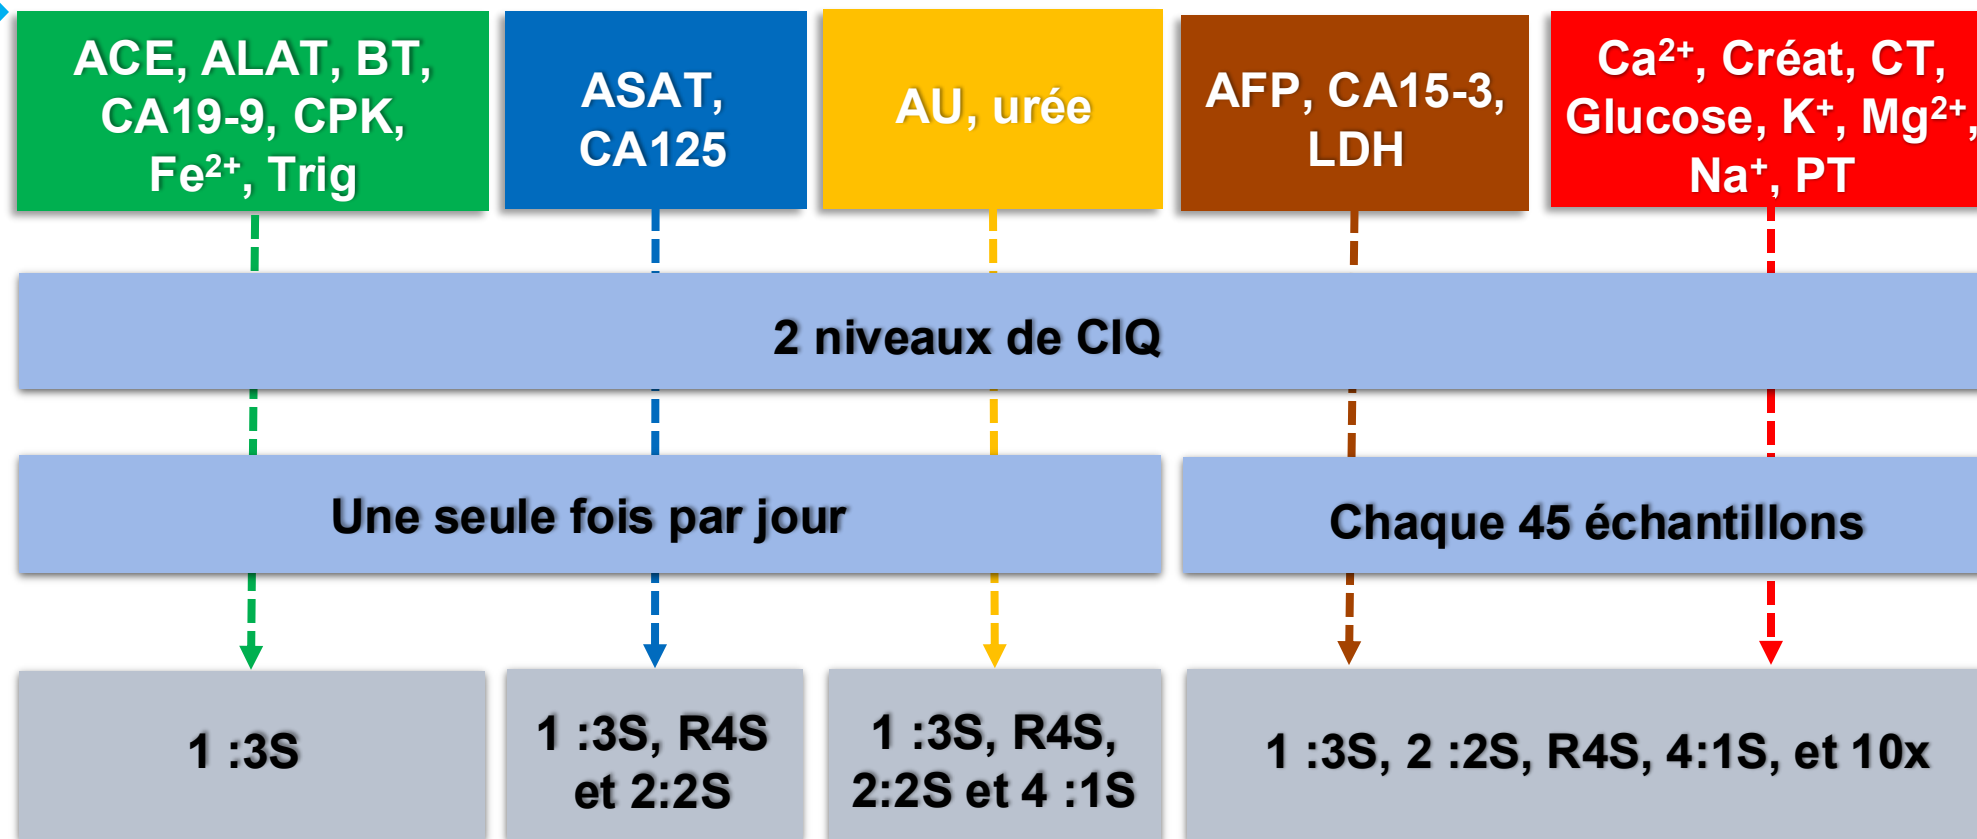 ACE, ALAT, BT,
CA19-9, CPK,
Fe²⁺, Trig
ASAT,
CA125
AU, urée
AFP, CA15-3,
LDH
Ca²⁺, Créat, CT,
Glucose, K⁺, Mg²⁺,
Na⁺, PT
2 niveaux de CIQ
Une seule fois par jour
Chaque 45 échantillons
1 :3S
1 :3S, R4S
et 2:2S
1 :3S, R4S,
2:2S et 4 :1S
1 :3S, 2 :2S, R4S, 4:1S, et 10x